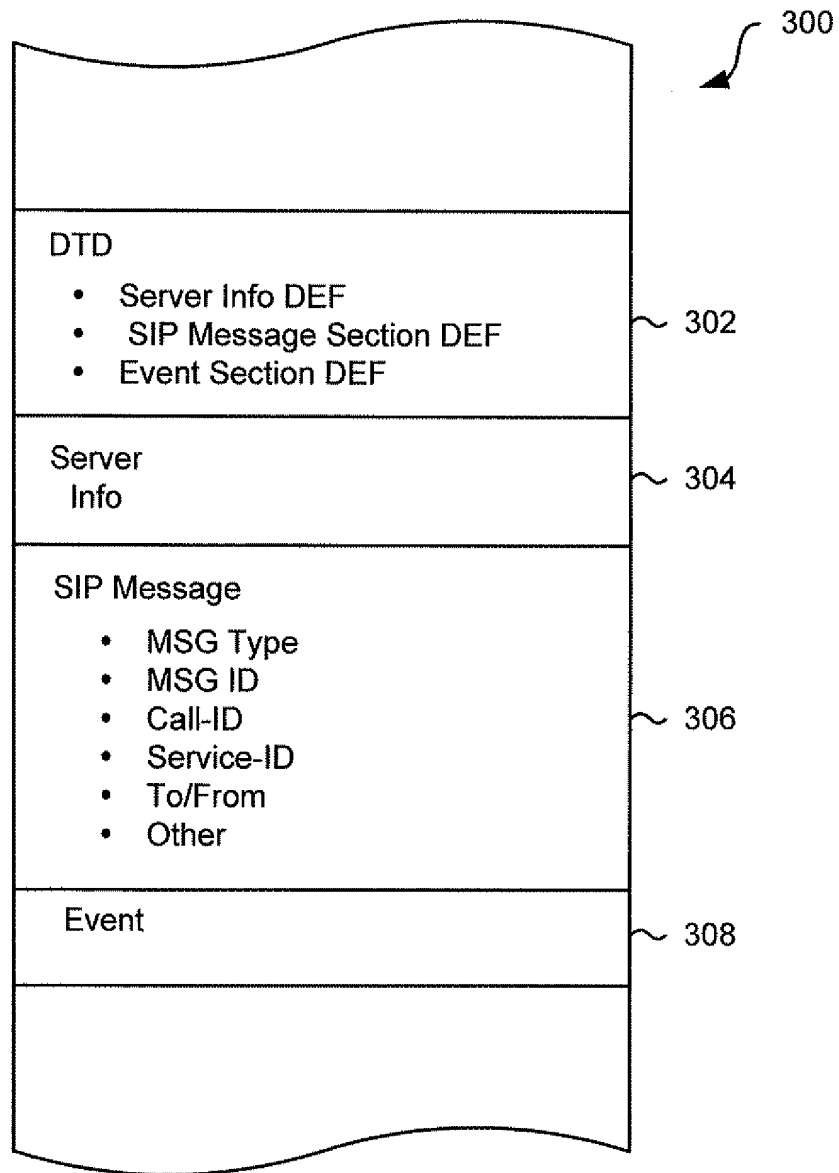 300
DTD
• Server Info DEF
• SIP Message Section DEF
• Event Section DEF
302
Server
Info
304
SIP Message
• MSG Type
• MSG ID
• Call-ID
• Service-ID
• To/From
• Other
306
Event
308